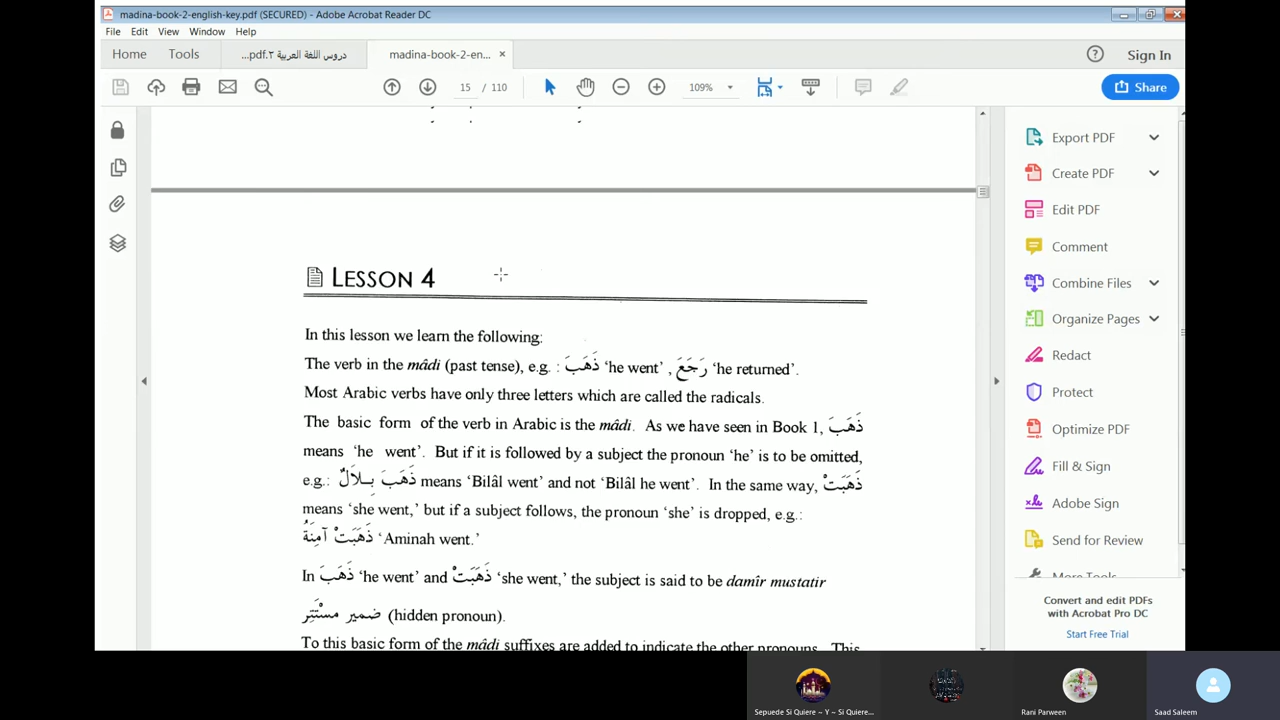 madina-book-2-english-key.pdf (SECURED) - Adobe Acrobat Reader DC
File Edit View Window Help
Home Tools دروس اللغة العربية ٢.pdf... madina-book-2-en... × Sign In
15 / 110 109% Share
LESSON 4
In this lesson we learn the following:
The verb in the mâdi (past tense), e.g. : ذَهَبَ ‘he went’ , رَجَعَ ‘he returned’.
Most Arabic verbs have only three letters which are called the radicals.
The basic form of the verb in Arabic is the mâdi. As we have seen in Book 1, ذَهَبَ
means ‘he went’. But if it is followed by a subject the pronoun ‘he’ is to be omitted,
e.g.: ذَهَبَ بِـلَالٌ means ‘Bilâl went’ and not ‘Bilâl he went’. In the same way, ذَهَبَتْ
means ‘she went,’ but if a subject follows, the pronoun ‘she’ is dropped, e.g.:
ذَهَبَتْ آمِنَةُ ‘Aminah went.’
In ذَهَبَ ‘he went’ and ذَهَبَتْ ‘she went,’ the subject is said to be damîr mustatir
ضمير مسْتَتِر (hidden pronoun).
To this basic form of the mâdi suffixes are added to indicate the other pronouns. This
Export PDF
Create PDF
Edit PDF
Comment
Combine Files
Organize Pages
Redact
Protect
Optimize PDF
Fill & Sign
Adobe Sign
Send for Review
More Tools
Convert and edit PDFs
with Acrobat Pro DC
Start Free Trial
Sepuede Si Quiere ~ Y ~ Si Quiere...
Rani Parween
Saad Saleem